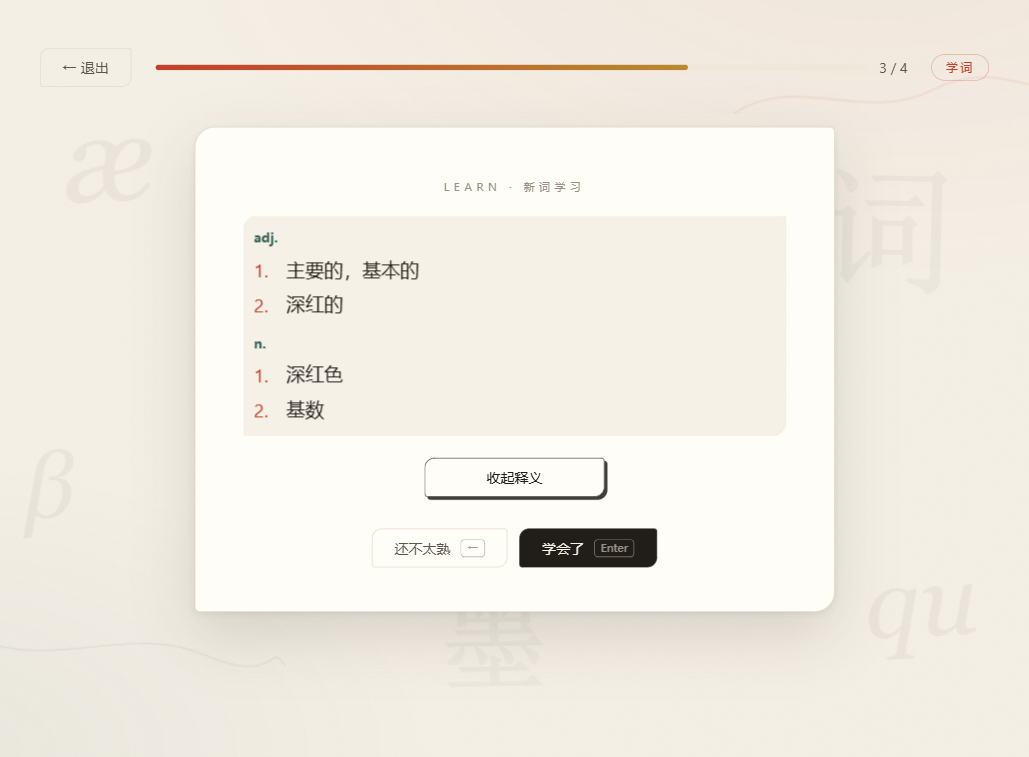 ← 退出
3 / 4
学词
æ
词
LEARN · 新词学习
adj.
1. 主要的，基本的
2. 深红的
n.
1. 深红色
2. 基数
收起释义
β
还不太熟 ←
学会了 Enter
qu
墨